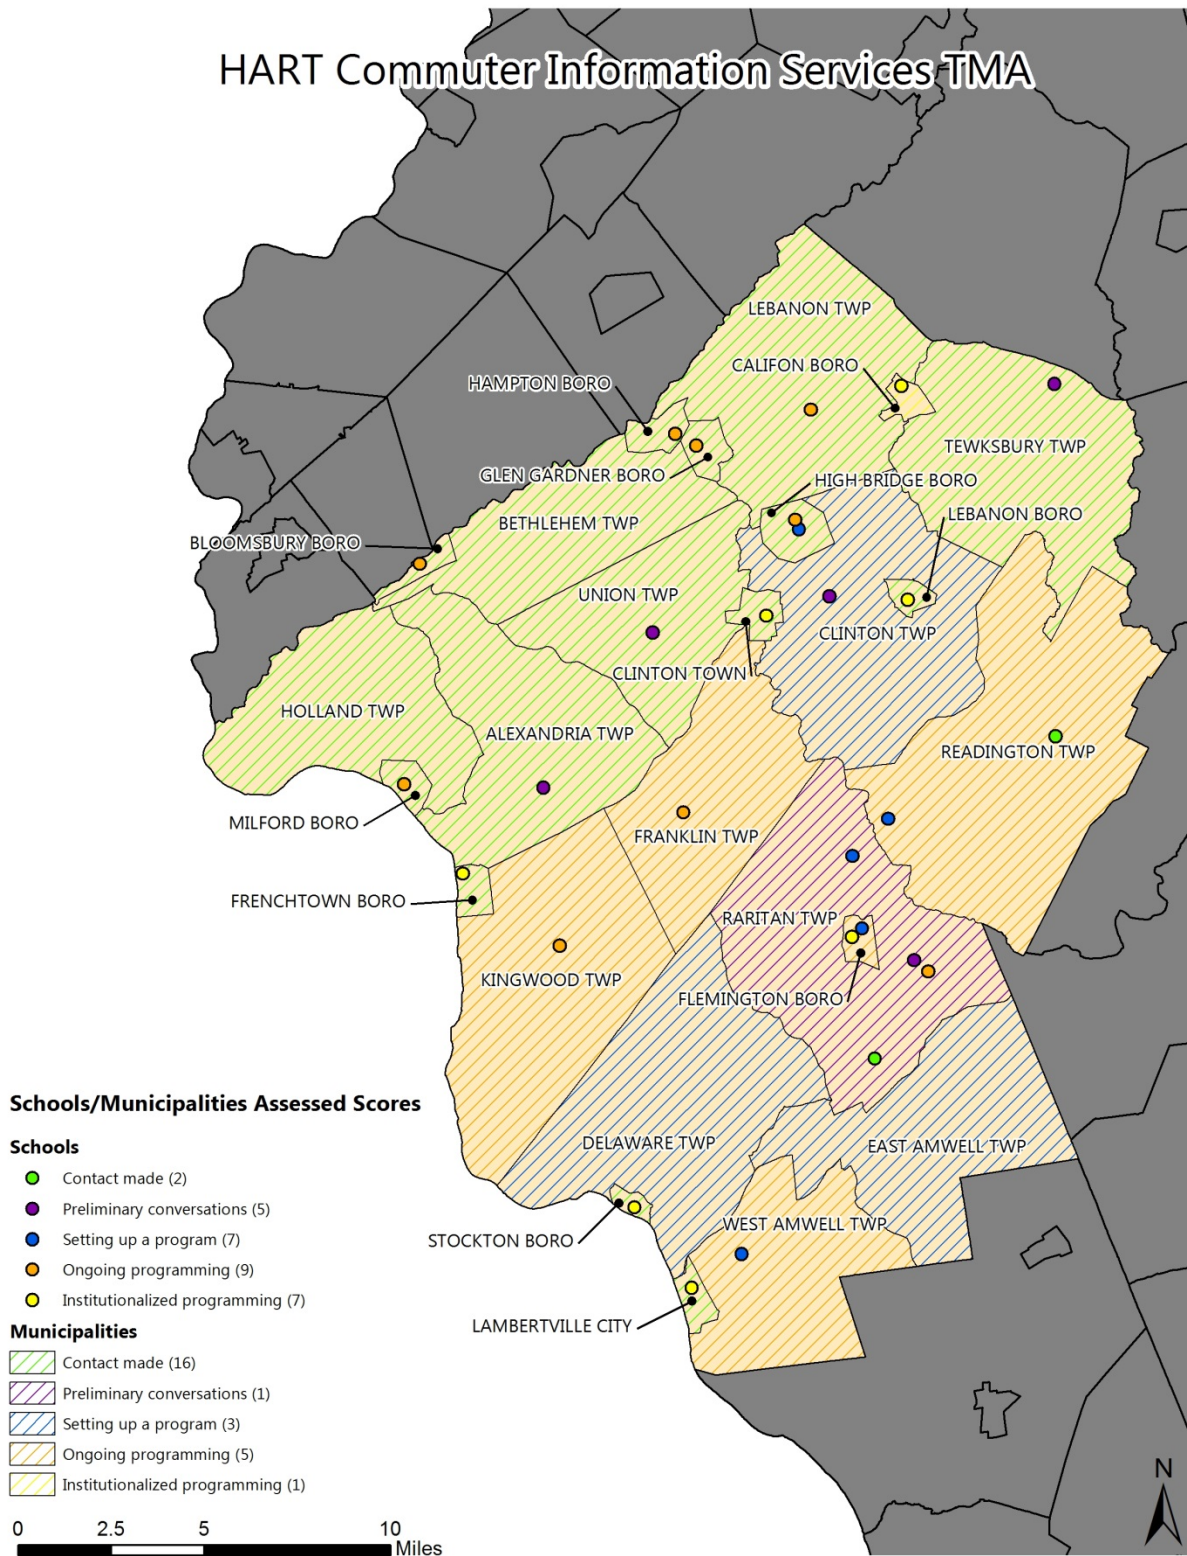 HART Commuter Information Services TMA
LEBANON TWP
CALIFON BORO
HAMPTON BORO
TEWKSBURY TWP
GLEN GARDNER BORO
HIGH BRIDGE BORO
LEBANON BORO
BETHLEHEM TWP
BLOOMSBURY BORO
UNION TWP
CLINTON TWP
CLINTON TOWN
HOLLAND TWP
ALEXANDRIA TWP
READINGTON TWP
MILFORD BORO
FRANKLIN TWP
FRENCHTOWN BORO
RARITAN TWP
KINGWOOD TWP
FLEMINGTON BORO
DELAWARE TWP
EAST AMWELL TWP
WEST AMWELL TWP
STOCKTON BORO
LAMBERTVILLE CITY
Schools/Municipalities Assessed Scores
Schools
Contact made (2)
Preliminary conversations (5)
Setting up a program (7)
Ongoing programming (9)
Institutionalized programming (7)
Municipalities
Contact made (16)
Preliminary conversations (1)
Setting up a program (3)
Ongoing programming (5)
Institutionalized programming (1)
0 2.5 5 10
Miles
N